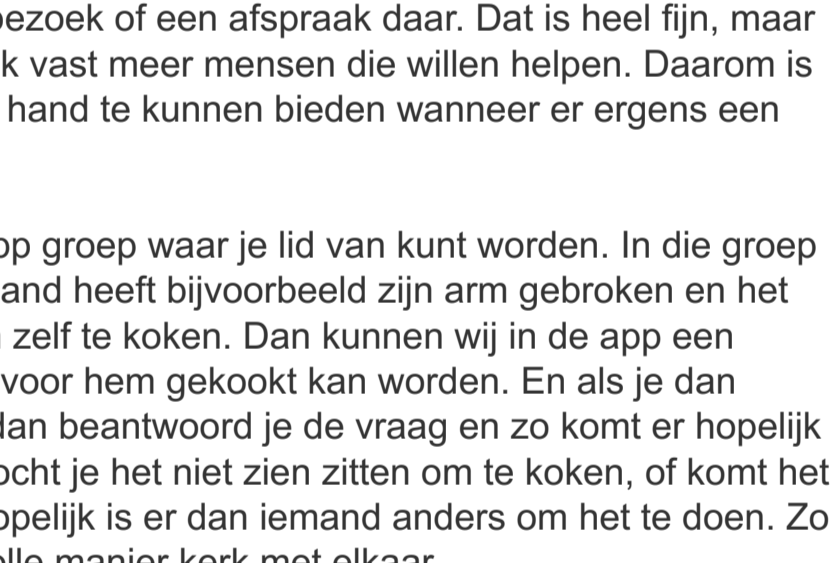 bezoek of een afspraak daar. Dat is heel fijn, maar
k vast meer mensen die willen helpen. Daarom is
hand te kunnen bieden wanneer er ergens een
op groep waar je lid van kunt worden. In die groep
and heeft bijvoorbeeld zijn arm gebroken en het
zelf te koken. Dan kunnen wij in de app een
voor hem gekookt kan worden. En als je dan
dan beantwoord je de vraag en zo komt er hopelijk
ocht je het niet zien zitten om te koken, of komt het
opelijk is er dan iemand anders om het te doen. Zo
olle manier kerk met elkaar